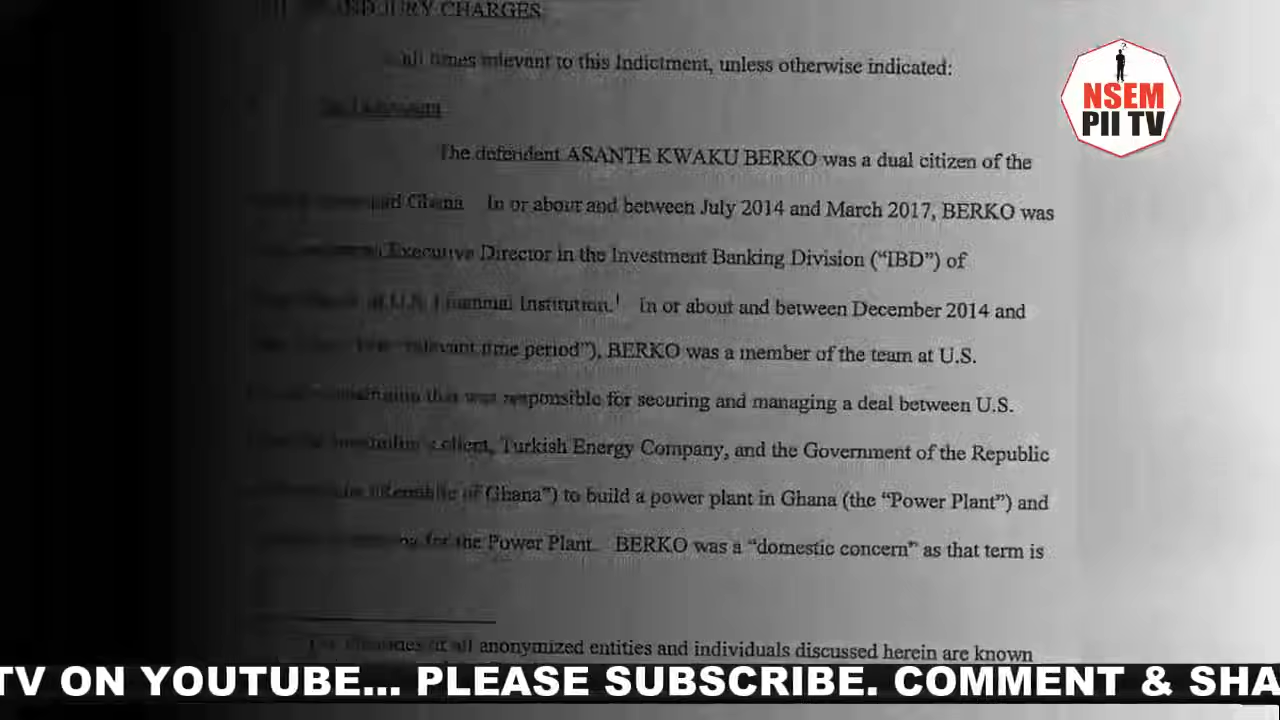 JURY CHARGES
all times relevant to this Indictment, unless otherwise indicated:
The defendent ASANTE KWAKU BERKO was a dual citizen of the
and Ghana In or about and between July 2014 and March 2017, BERKO was
Executive Director in the Investment Banking Division (“IBD”) of
U.S. Financial Institution.¹ In or about and between December 2014 and
“relevant time period”), BERKO was a member of the team at U.S.
that was responsible for securing and managing a deal between U.S.
client, Turkish Energy Company, and the Government of the Republic
Republic of Ghana”) to build a power plant in Ghana (the “Power Plant”) and
for the Power Plant. BERKO was a “domestic concern” as that term is
of all anonymized entities and individuals discussed herein are known
NSEM
PII TV
TV ON YOUTUBE... PLEASE SUBSCRIBE. COMMENT & SHA